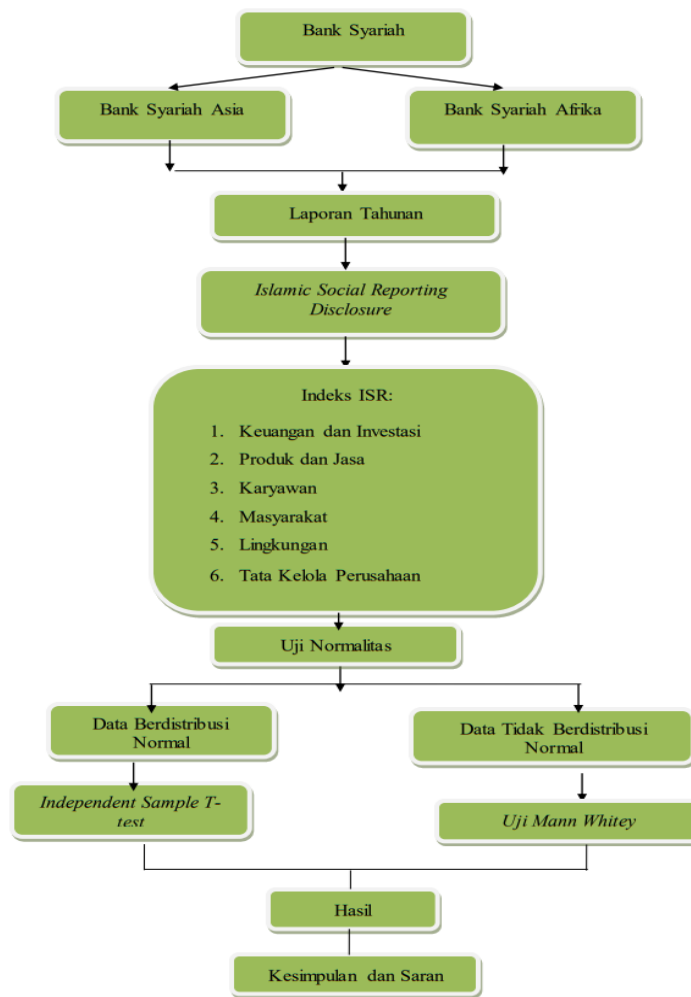 Bank Syariah
Bank Syariah Asia
Bank Syariah Afrika
Laporan Tahunan
Islamic Social Reporting
Disclosure
Indeks ISR:
1. Keuangan dan Investasi
2. Produk dan Jasa
3. Karyawan
4. Masyarakat
5. Lingkungan
6. Tata Kelola Perusahaan
Uji Normalitas
Data Berdistribusi
Normal
Data Tidak Berdistribusi
Normal
Independent Sample T-
test
Uji Mann Whitey
Hasil
Kesimpulan dan Saran